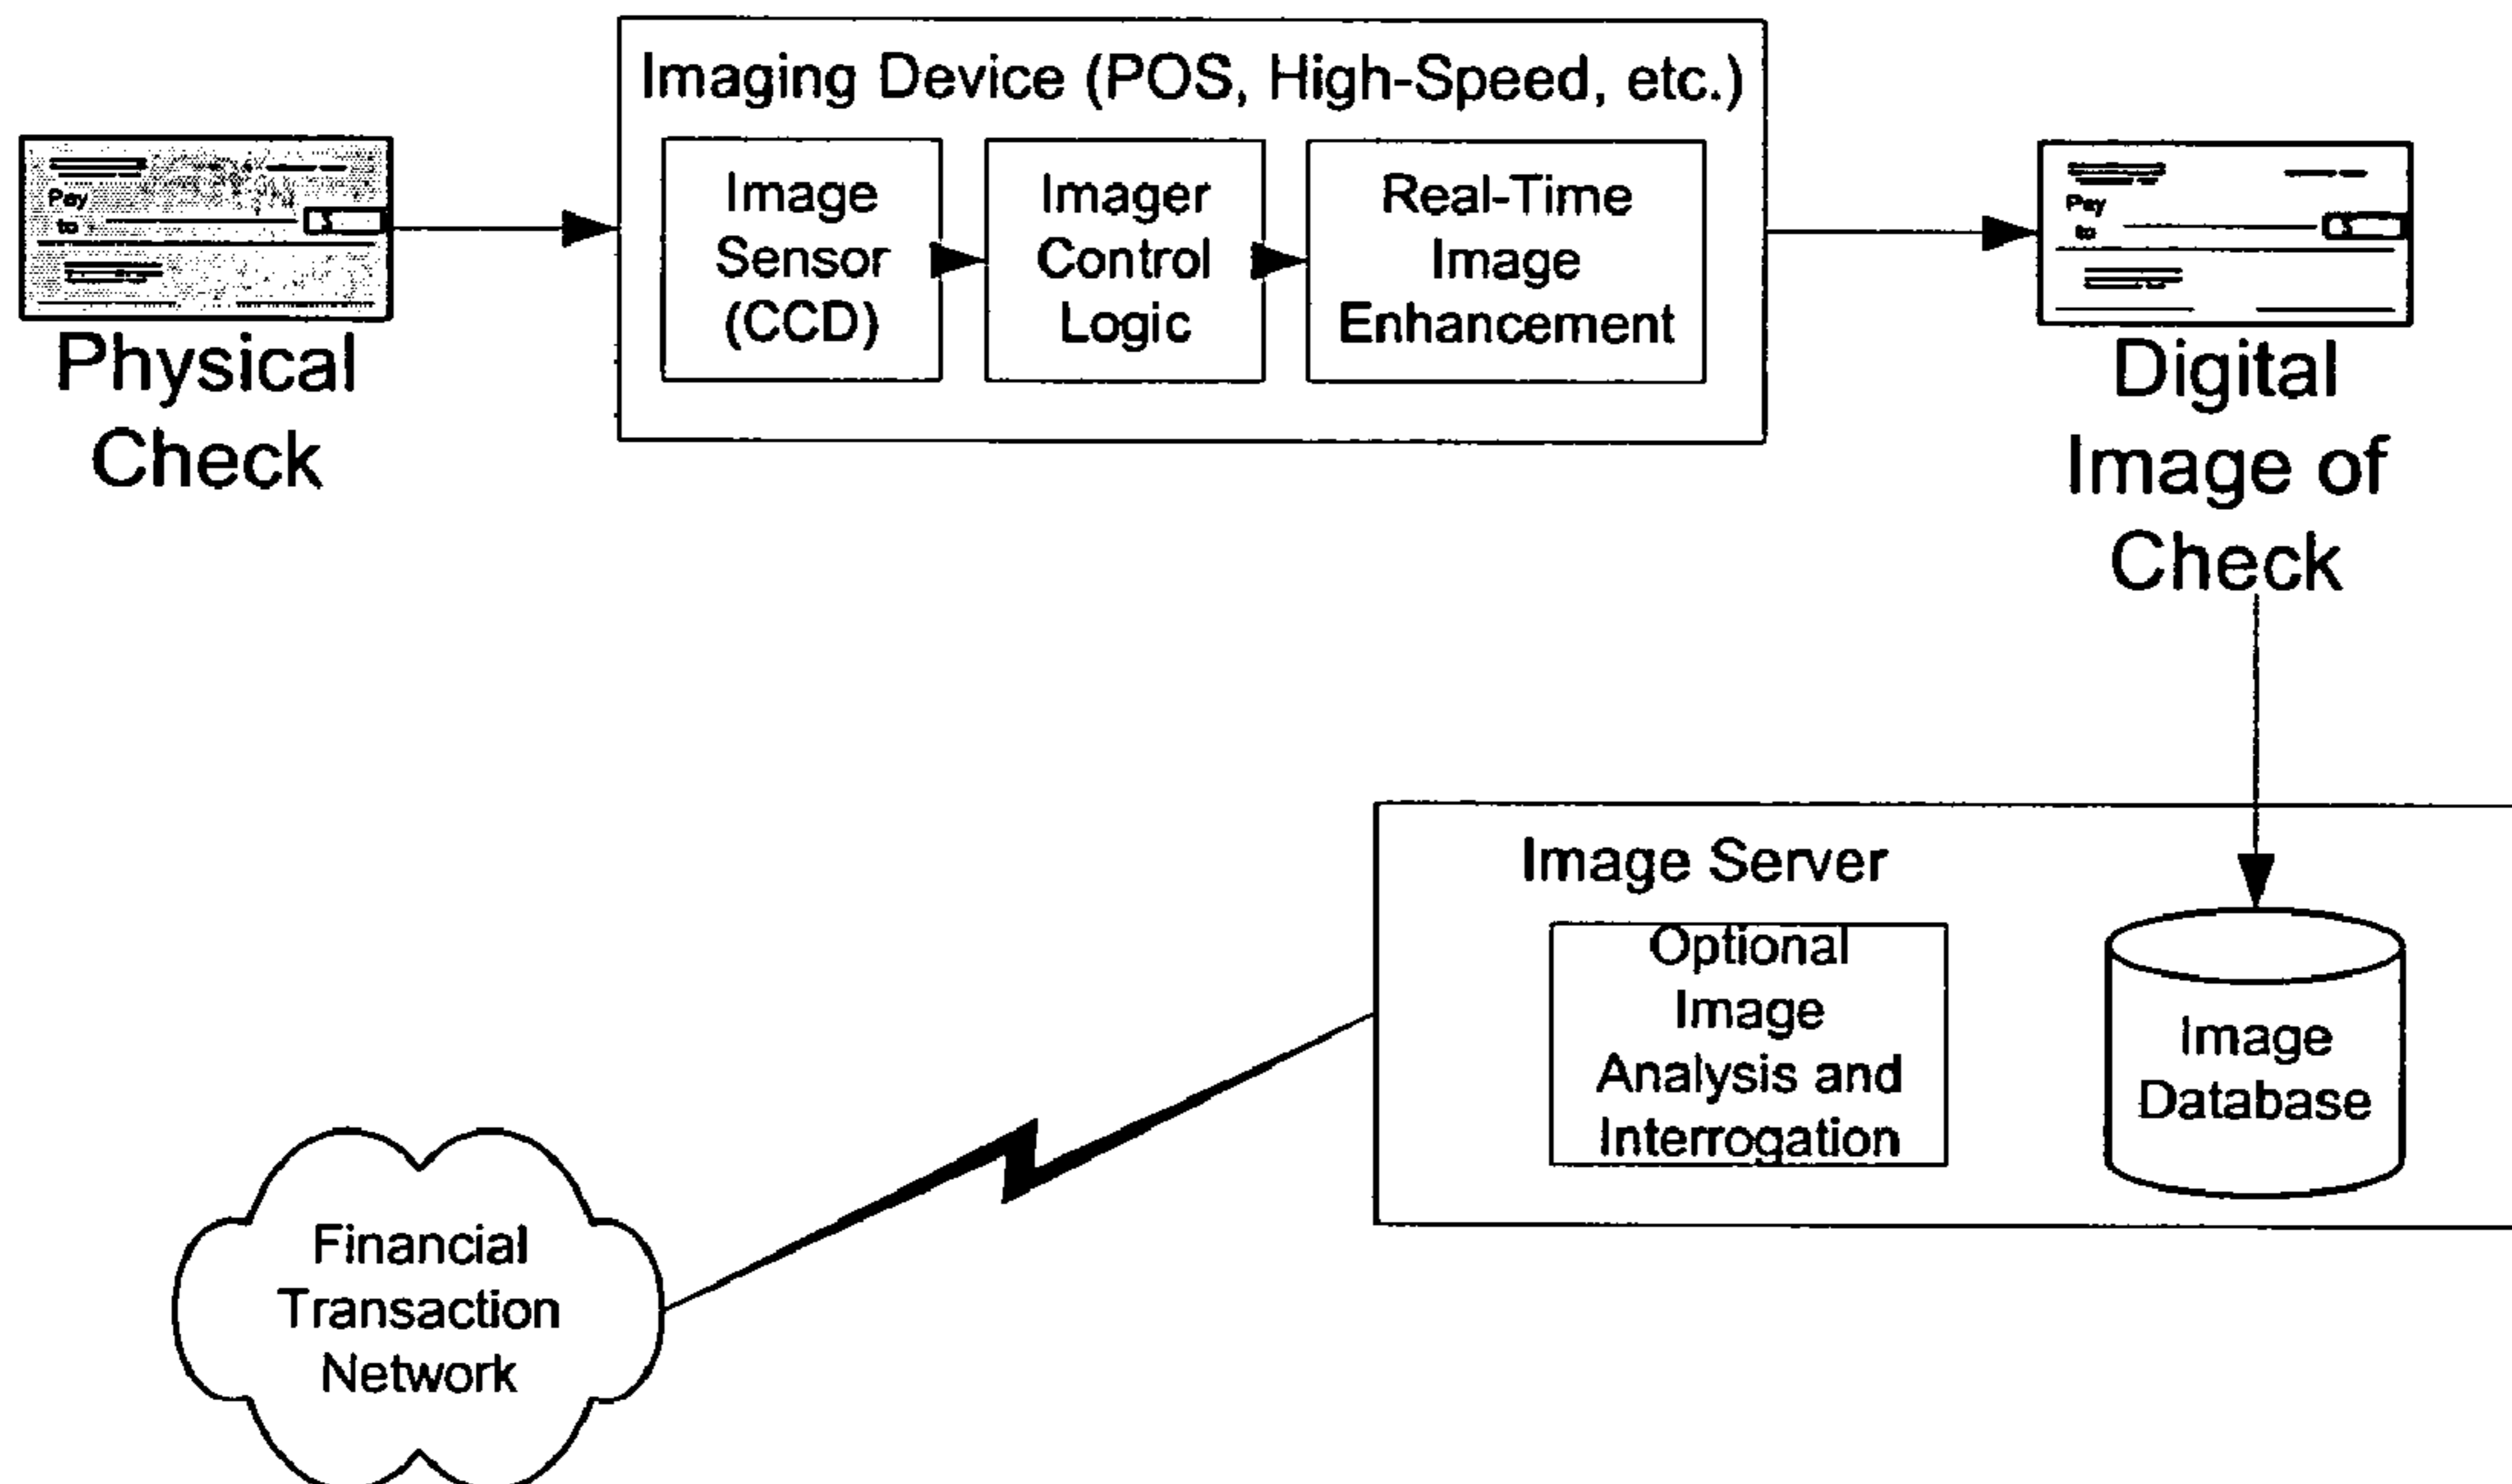 Imaging Device (POS, High-Speed, etc.)
Pay
to
$
Image
Sensor
(CCD)
Imager
Control
Logic
Real-Time
Image
Enhancement
Pay
to
$
Physical
Check
Digital
Image of
Check
Image Server
Optional
Image
Analysis and
Interrogation
Image
Database
Financial
Transaction
Network